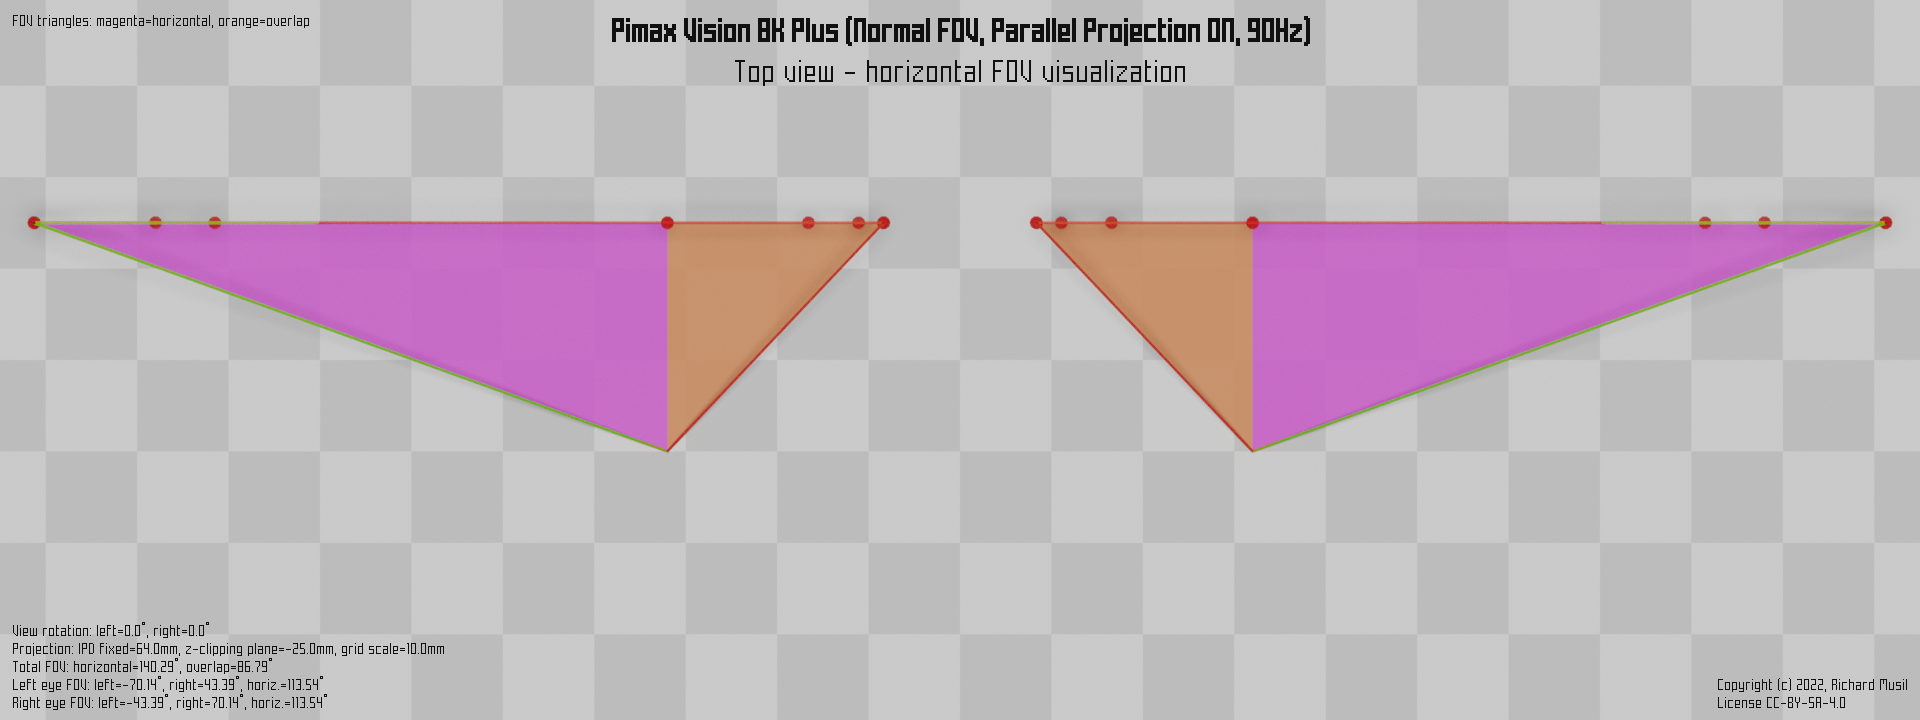 FOV triangles: magenta=horizontal, orange=overlap
Pimax Vision 8K Plus (Normal FOV, Parallel Projection ON, 90Hz)
Top view - horizontal FOV visualization
View rotation: left=0.0°, right=0.0°
Projection: IPD fixed=64.0mm, z-clipping plane=-25.0mm, grid scale=10.0mm
Total FOV: horizontal=140.29°, overlap=86.79°
Left eye FOV: left=-70.14°, right=43.39°, horiz.=113.54°
Right eye FOV: left=-43.39°, right=70.14°, horiz.=113.54°
Copyright (c) 2022, Richard Musil
License CC-BY-SA-4.0